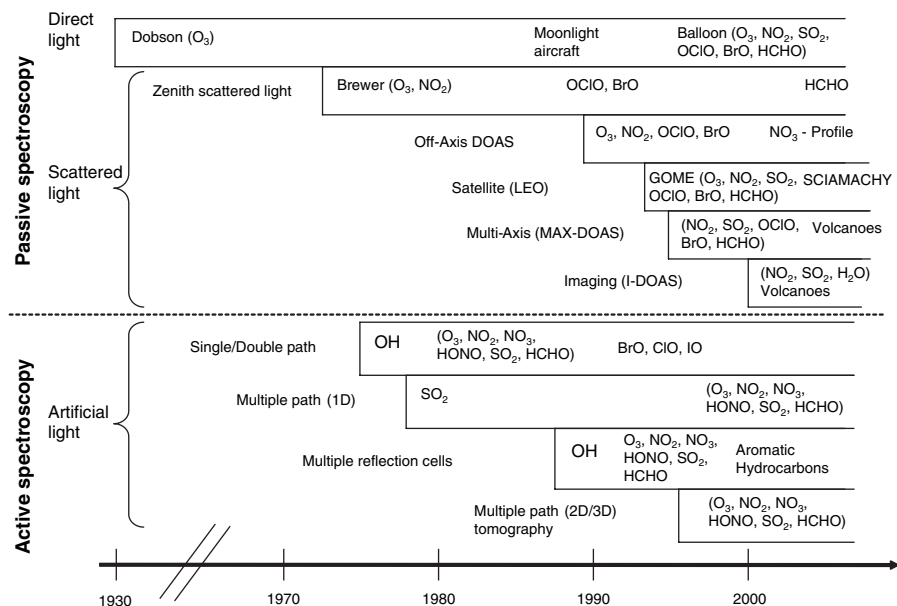 Direct light
Dobson (O₃)
Moonlight aircraft
Balloon (O₃, NO₂, SO₂,
OClO, BrO, HCHO)
Passive spectroscopy
Scattered light
Zenith scattered light
Brewer (O₃, NO₂)
OClO, BrO
HCHO
Off-Axis DOAS
O₃, NO₂, OClO, BrO
NO₃ - Profile
Satellite (LEO)
GOME (O₃, NO₂, SO₂,
OClO, BrO, HCHO)
SCIAMACHY
Multi-Axis (MAX-DOAS)
(NO₂, SO₂, OClO,
BrO, HCHO)
Volcanoes
Imaging (I-DOAS)
(NO₂, SO₂, H₂O)
Volcanoes
Active spectroscopy
Artificial light
Single/Double path
OH
(O₃, NO₂, NO₃,
HONO, SO₂, HCHO)
BrO, ClO, IO
Multiple path (1D)
SO₂
(O₃, NO₂, NO₃,
HONO, SO₂, HCHO)
Multiple reflection cells
OH
O₃, NO₂, NO₃,
HONO, SO₂,
HCHO
Aromatic
Hydrocarbons
Multiple path (2D/3D)
tomography
(O₃, NO₂, NO₃,
HONO, SO₂, HCHO)
1930
1970
1980
1990
2000